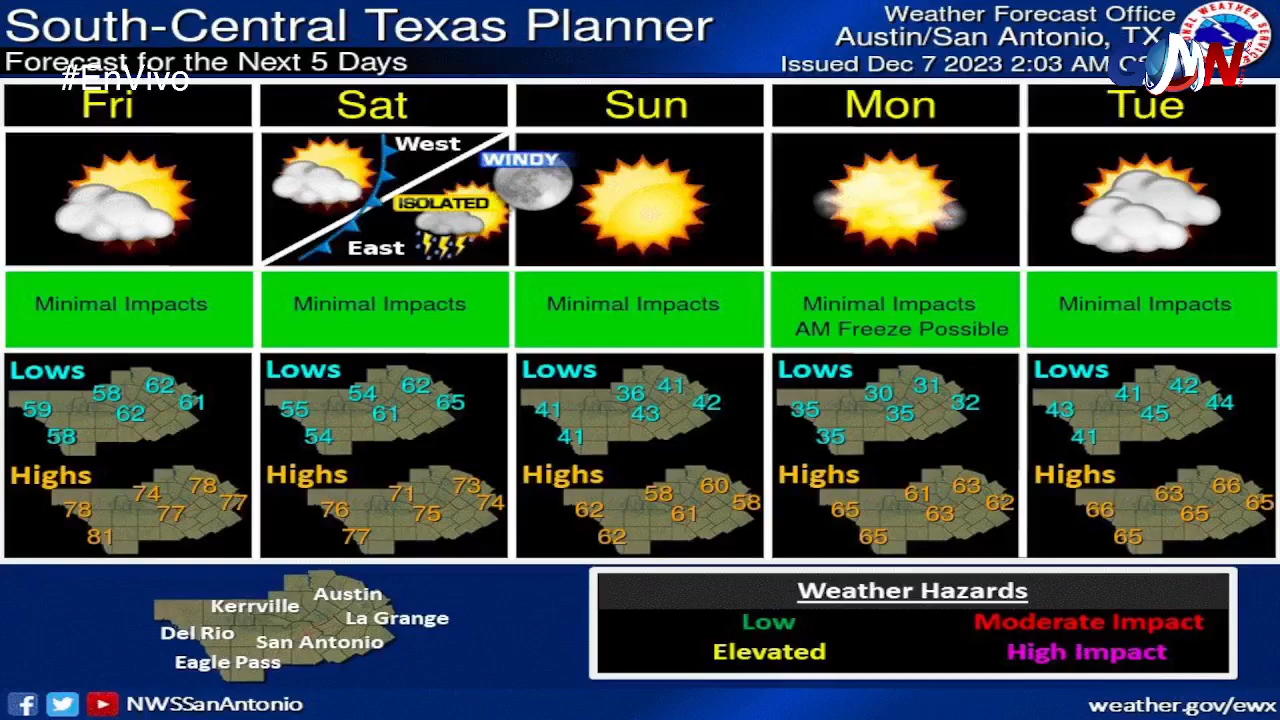 South-Central Texas Planner
Forecast for the Next 5 Days
#EnVivo
Weather Forecast Office
Austin/San Antonio, TX
Issued Dec 7 2023 2:03 AM
Fri
Sat
Sun
Mon
Tue
West
WINDY
ISOLATED
East
Minimal Impacts
Minimal Impacts
Minimal Impacts
Minimal Impacts
AM Freeze Possible
Minimal Impacts
Lows
58 62
59 62 61
58
Lows
54 62
55 61 65
54
Lows
36 41
41 43 42
41
Lows
30 31
35 35 32
35
Lows
41 42
43 45 44
41
Highs
74 78
78 77 77
81
Highs
71 73
76 75 74
77
Highs
58 60
62 61 58
62
Highs
61 63
65 63 62
65
Highs
63 66
66 65 65
65
Austin
Kerrville
La Grange
Del Rio
San Antonio
Eagle Pass
Weather Hazards
Low Moderate Impact
Elevated High Impact
NWSSanAntonio
weather.gov/ewx